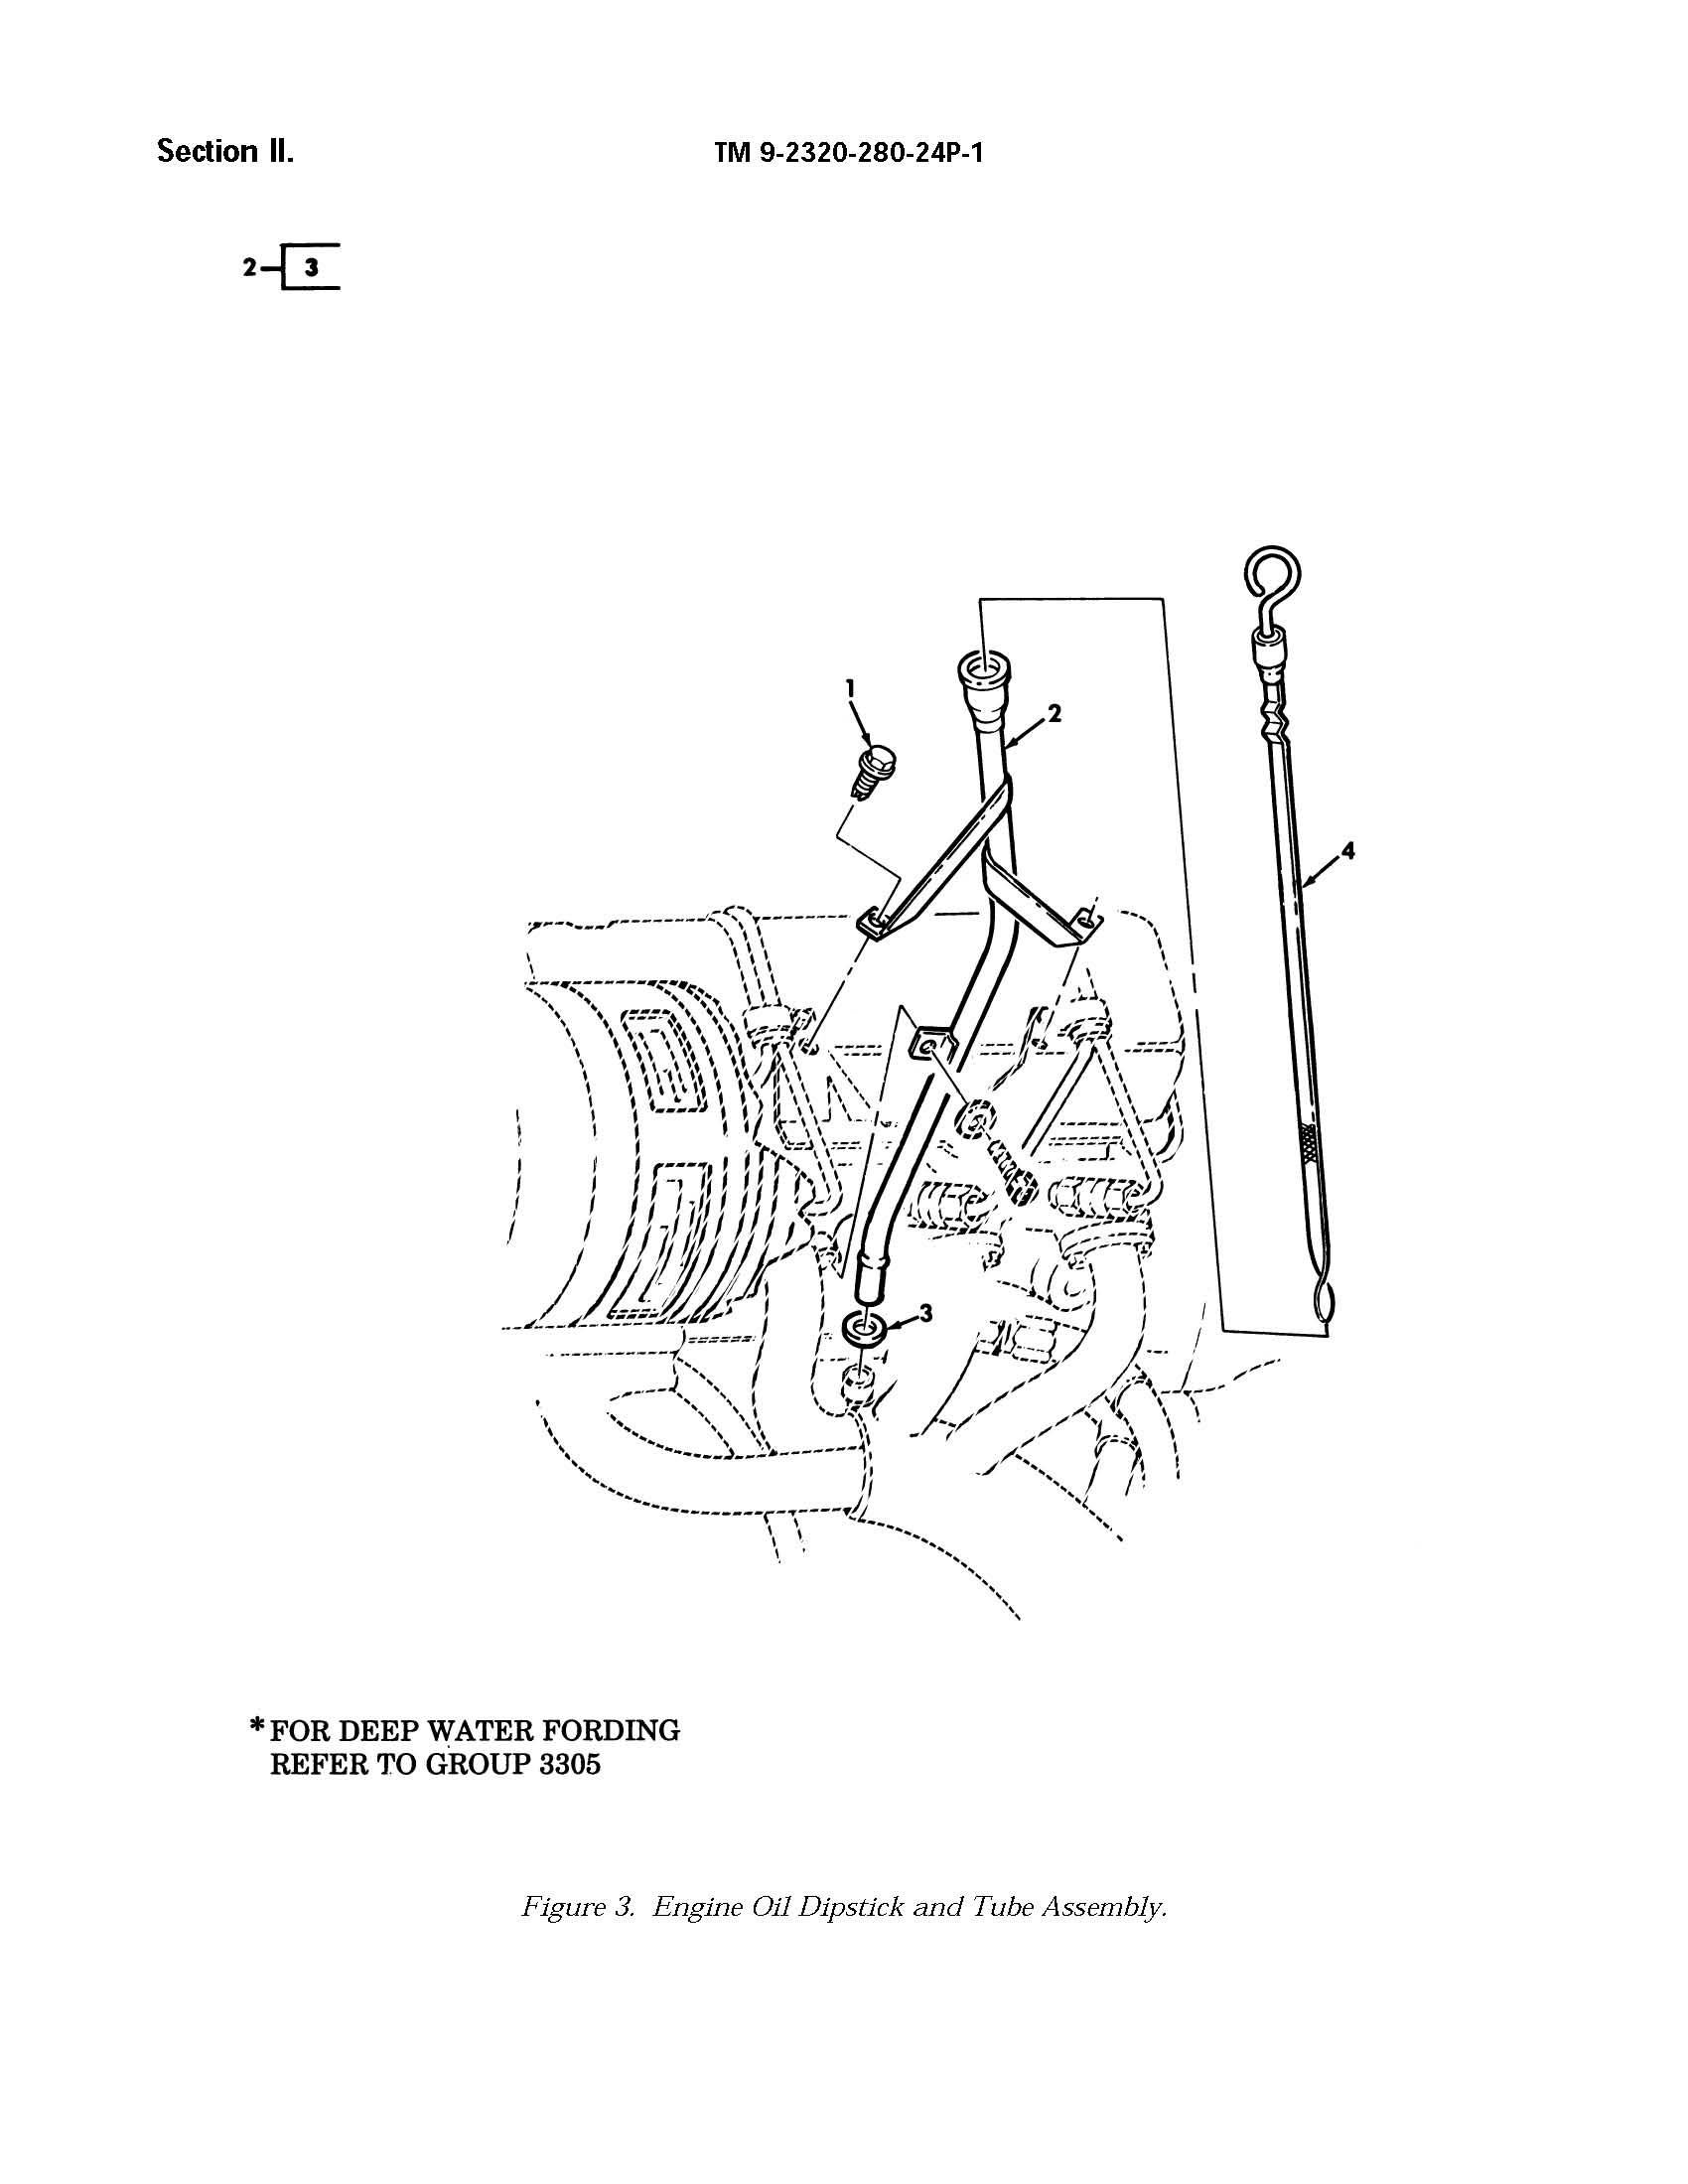 Section II.
TM 9-2320-280-24P-1
2
3
1
2
4
3
*FOR DEEP WATER FORDING
REFER TO GROUP 3305
Figure 3. Engine Oil Dipstick and Tube Assembly.